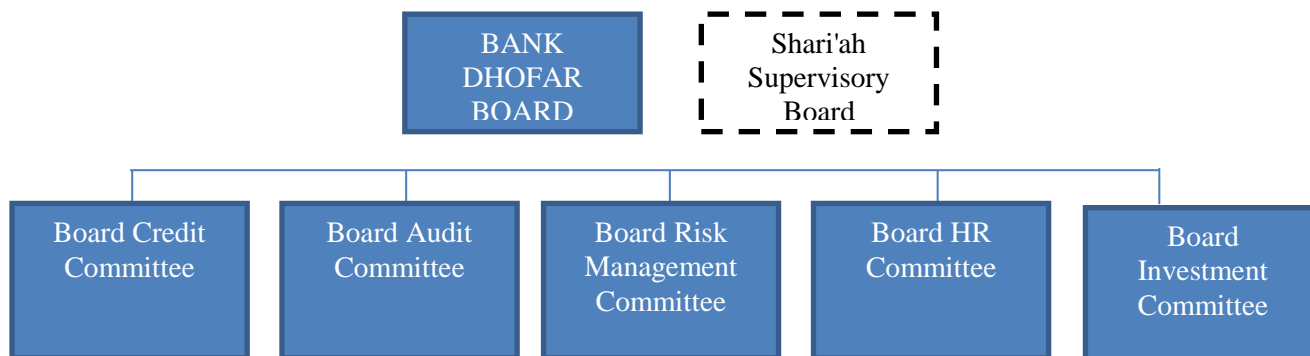 BANK
DHOFAR
BOARD
Shari'ah
Supervisory
Board
Board Credit
Committee
Board Audit
Committee
Board Risk
Management
Committee
Board HR
Committee
Board
Investment
Committee